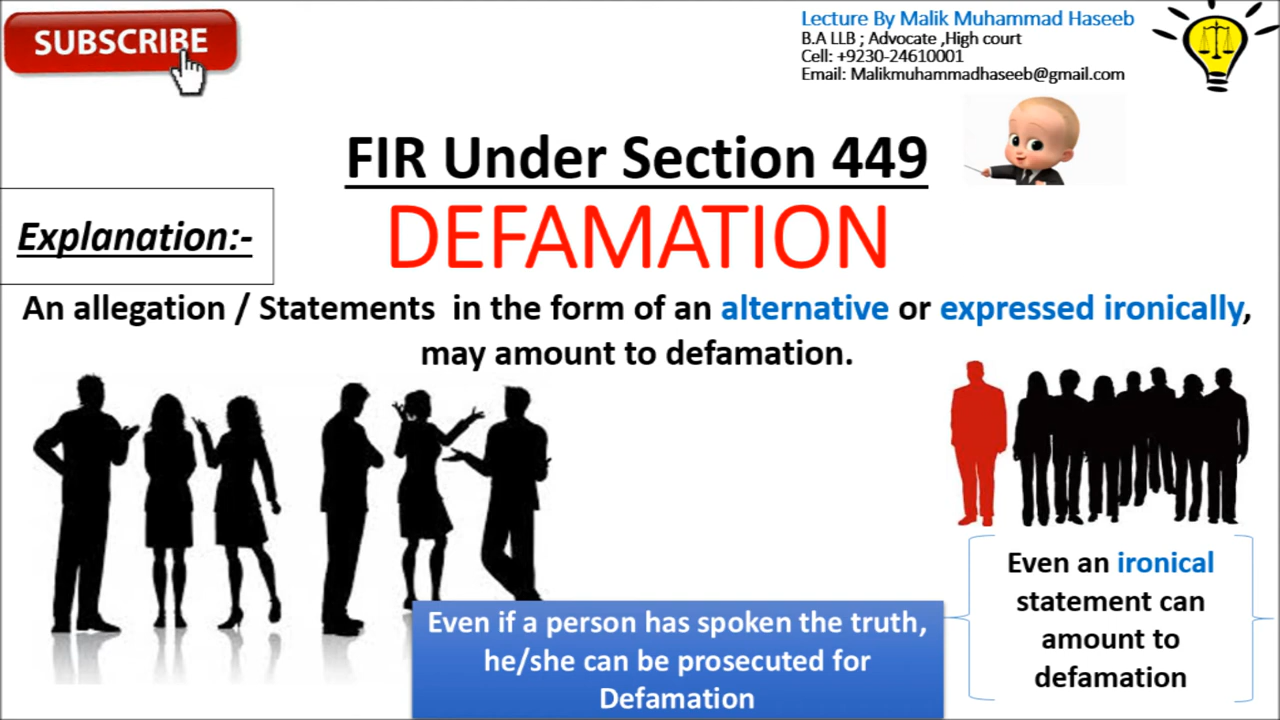 SUBSCRIBE
Lecture By Malik Muhammad Haseeb
B.A LLB ; Advocate ,High court
Cell: +9230-24610001
Email: Malikmuhammadhaseeb@gmail.com
FIR Under Section 449
DEFAMATION
Explanation:-
An allegation / Statements in the form of an alternative or expressed ironically,
may amount to defamation.
Even if a person has spoken the truth,
he/she can be prosecuted for
Defamation
Even an ironical
statement can
amount to
defamation